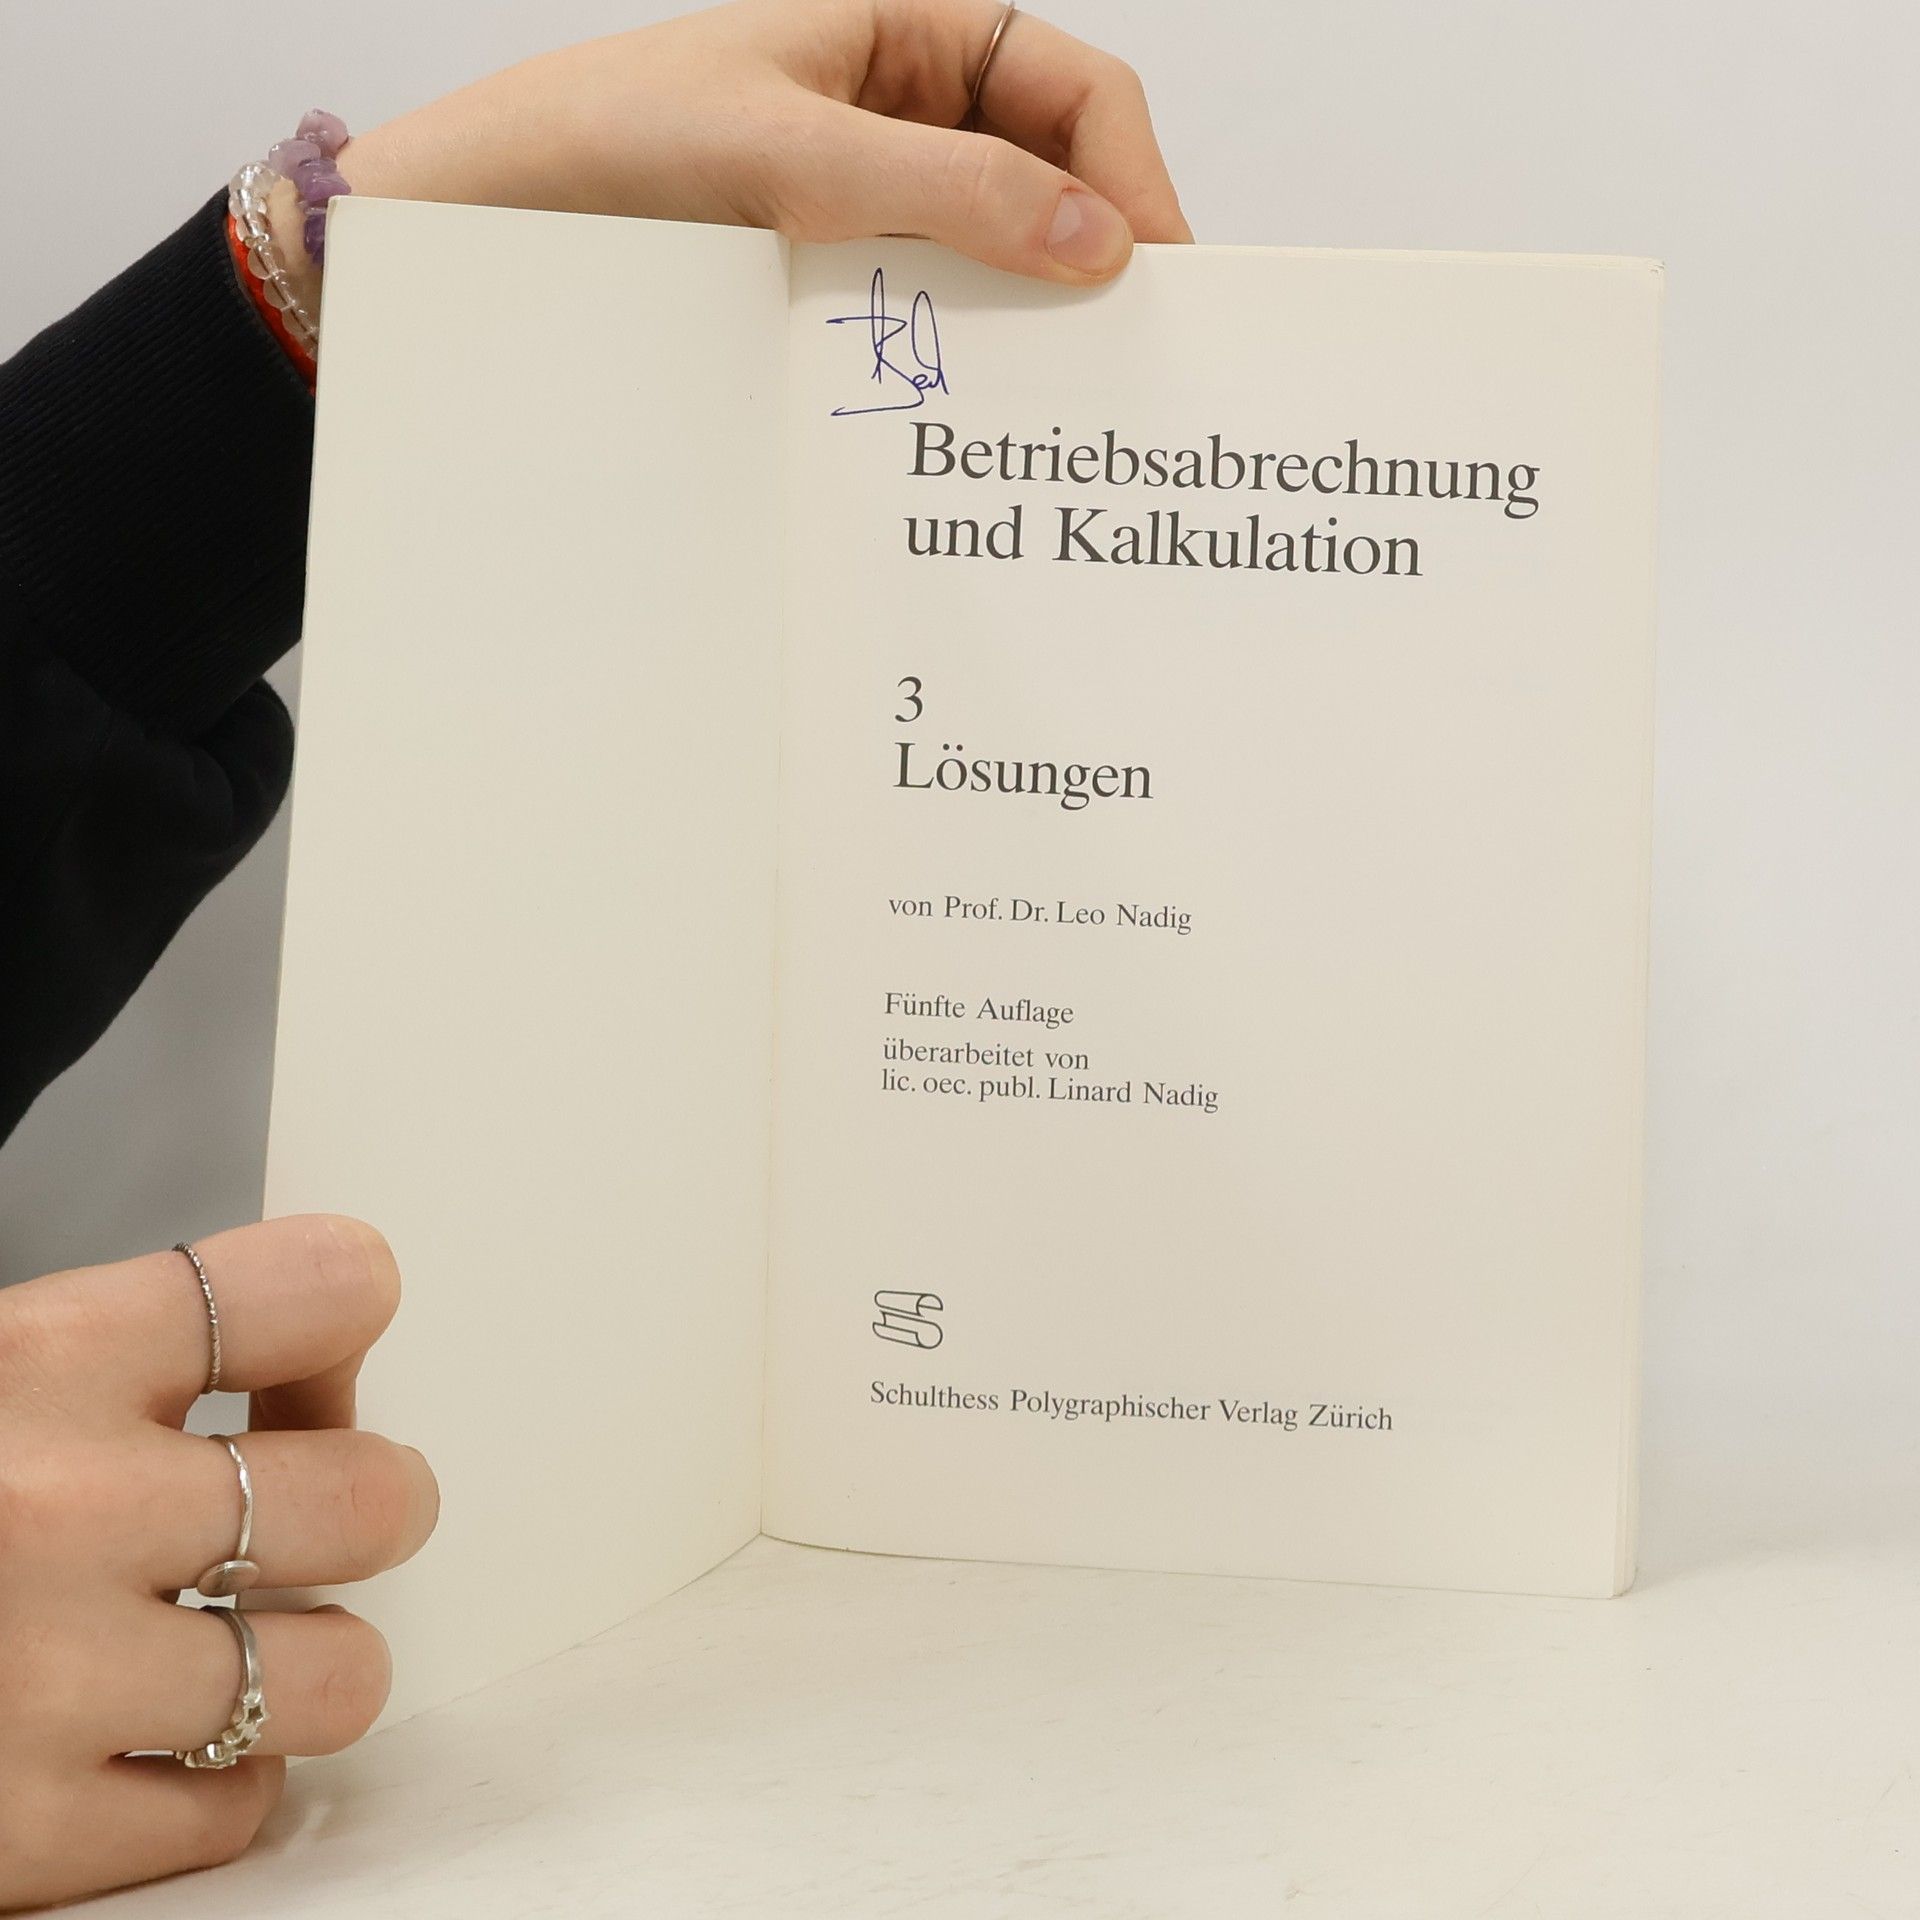 Betriebsabrechnung
und Kalkulation
3
Lösungen
von Prof. Dr. Leo Nadig
Fünfte Auflage
überarbeitet von
lic. oec. publ. Linard Nadig
Schulthess Polygraphischer Verlag Zürich